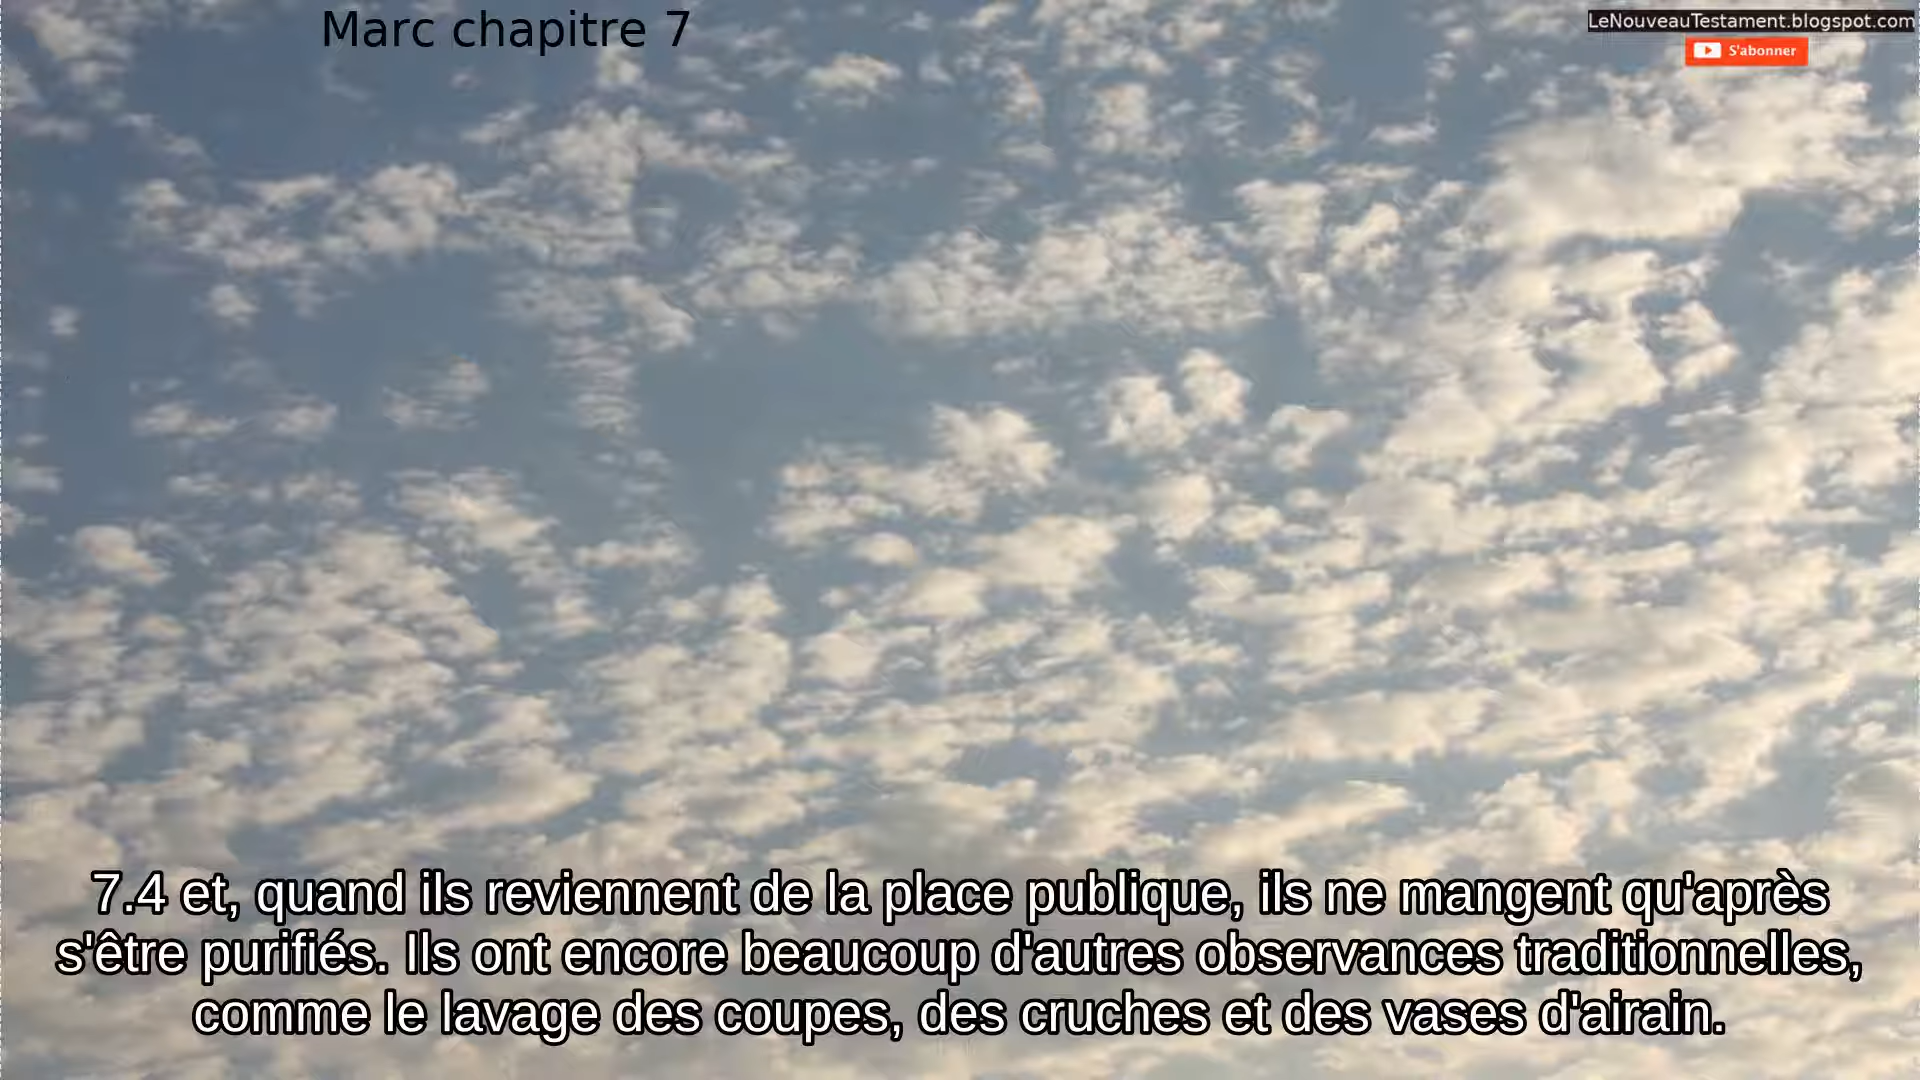 Marc chapitre 7
LeNouveauTestament.blogspot.com
S'abonner
7.4 et, quand ils reviennent de la place publique, ils ne mangent qu'après
s'être purifiés. Ils ont encore beaucoup d'autres observances traditionnelles,
comme le lavage des coupes, des cruches et des vases d'airain.